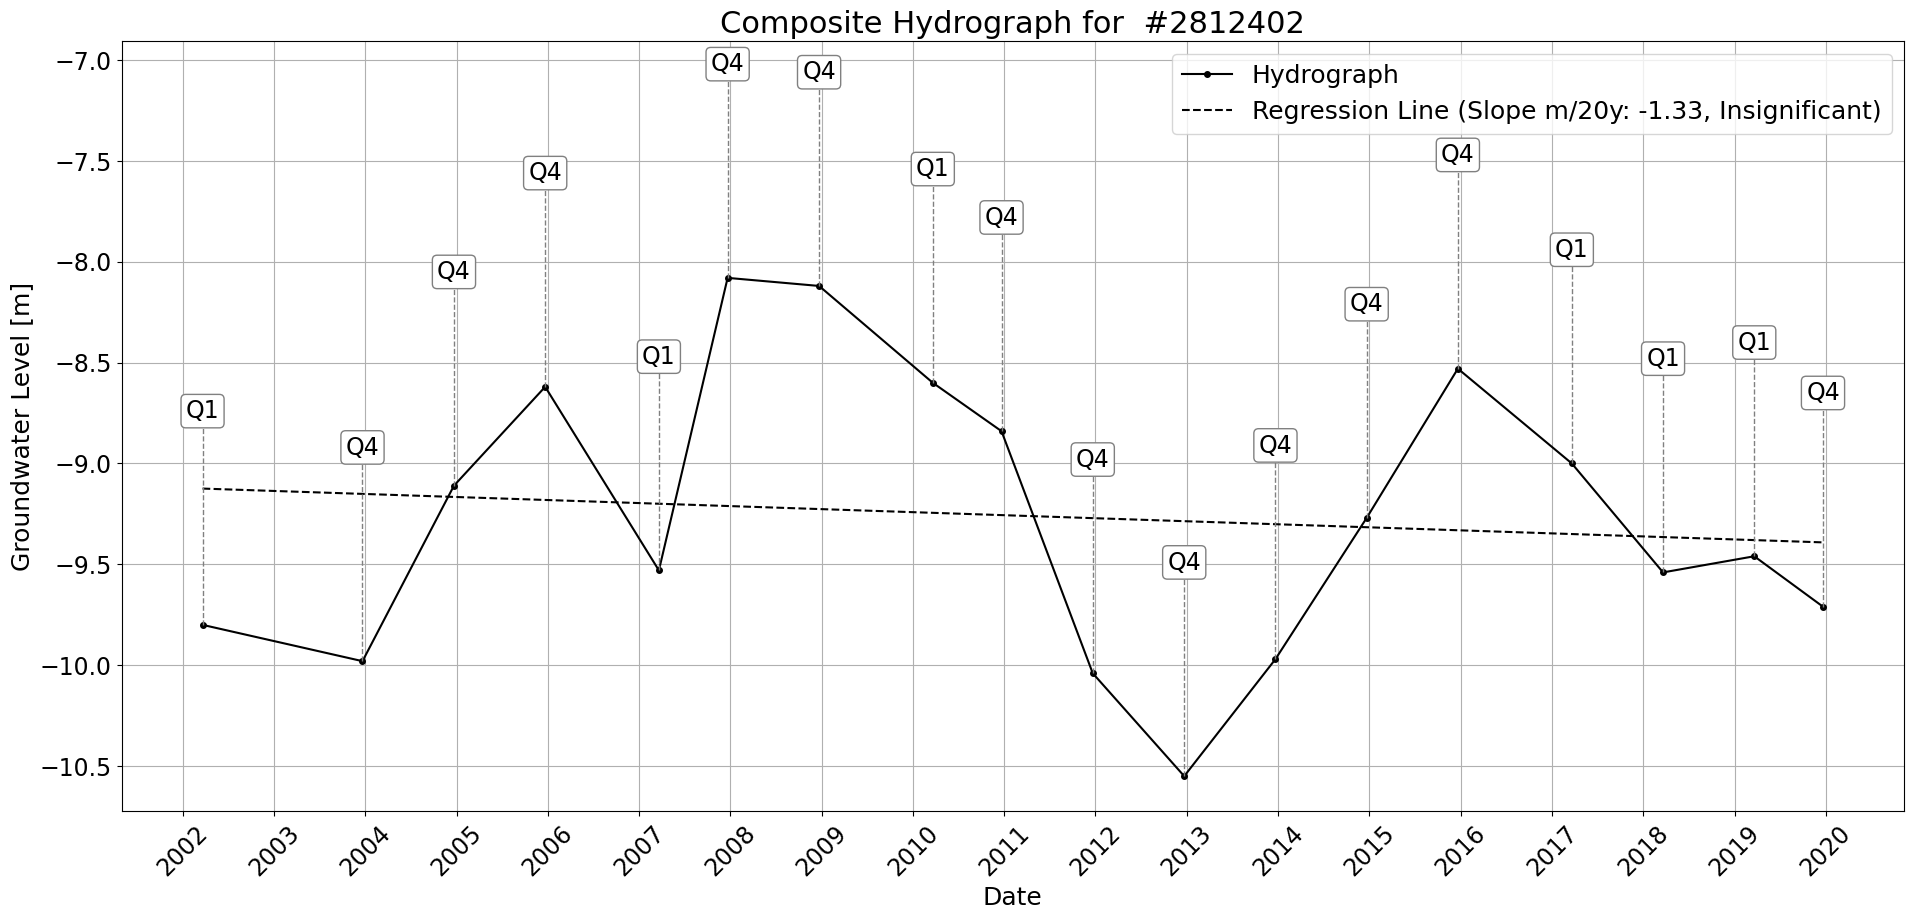 Composite Hydrograph for  #2812402
Hydrograph
Regression Line (Slope m/20y: -1.33, Insignificant)
Groundwater Level [m]
−7.0
−7.5
−8.0
−8.5
−9.0
−9.5
−10.0
−10.5
Q1
Q4
Q4
Q4
Q1
Q4
Q4
Q1
Q4
Q4
Q4
Q4
Q4
Q4
Q1
Q1
Q1
Q4
2002
2003
2004
2005
2006
2007
2008
2009
2010
2011
2012
2013
2014
2015
2016
2017
2018
2019
2020
Date